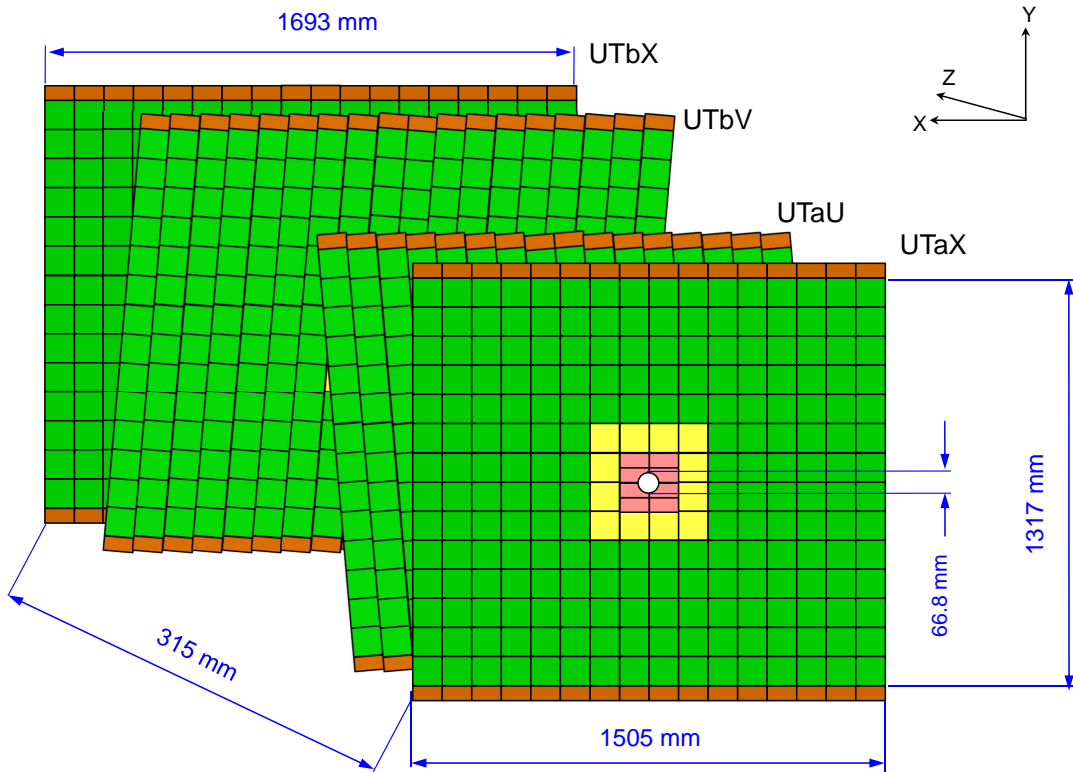 1693 mm
UTbX
Y
Z
X
UTbV
UTaU
UTaX
1317 mm
66.8 mm
315 mm
1505 mm